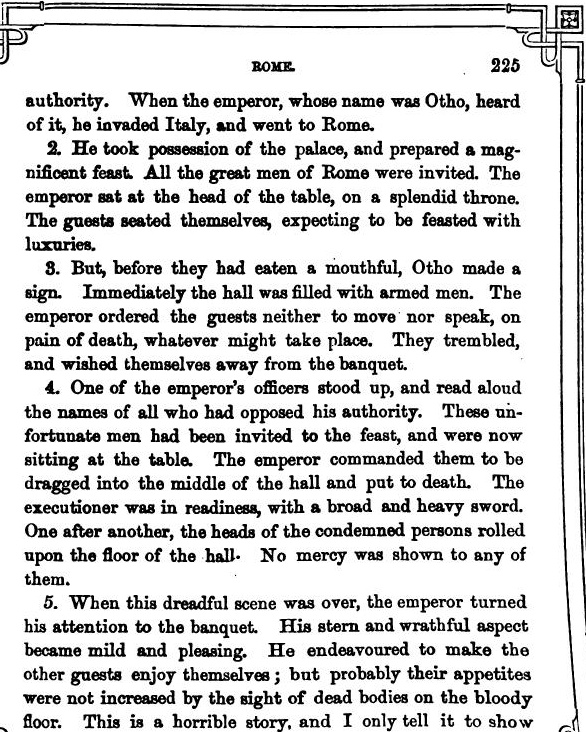 ROME.
225
authority. When the emperor, whose name was Otho, heard
of it, he invaded Italy, and went to Rome.
2. He took possession of the palace, and prepared a mag-
nificent feast. All the great men of Rome were invited. The
emperor sat at the head of the table, on a splendid throne.
The guests seated themselves, expecting to be feasted with
luxuries.
3. But, before they had eaten a mouthful, Otho made a
sign. Immediately the hall was filled with armed men. The
emperor ordered the guests neither to move nor speak, on
pain of death, whatever might take place. They trembled,
and wished themselves away from the banquet.
4. One of the emperor's officers stood up, and read aloud
the names of all who had opposed his authority. These un-
fortunate men had been invited to the feast, and were now
sitting at the table. The emperor commanded them to be
dragged into the middle of the hall and put to death. The
executioner was in readiness, with a broad and heavy sword.
One after another, the heads of the condemned persons rolled
upon the floor of the hall. No mercy was shown to any of
them.
5. When this dreadful scene was over, the emperor turned
his attention to the banquet. His stern and wrathful aspect
became mild and pleasing. He endeavoured to make the
other guests enjoy themselves; but probably their appetites
were not increased by the sight of dead bodies on the bloody
floor. This is a horrible story, and I only tell it to show